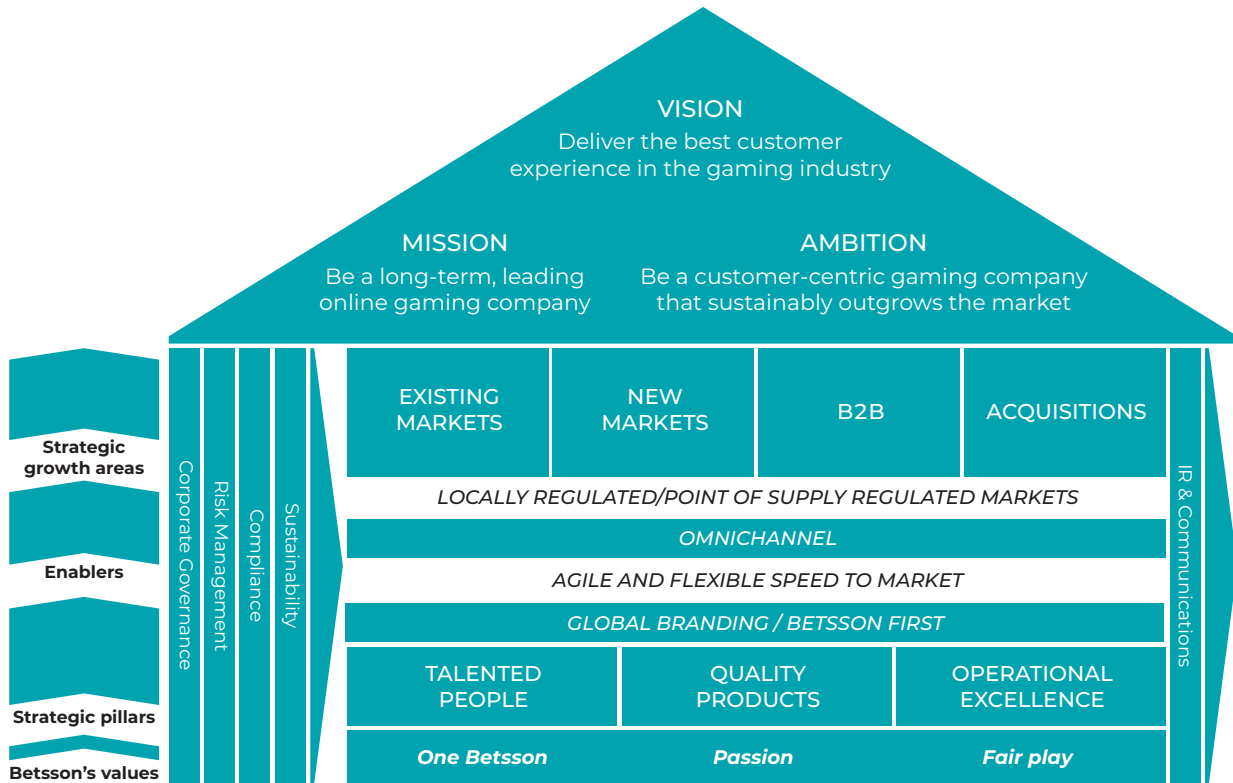 VISION
Deliver the best customer
experience in the gaming industry
MISSION
Be a long-term, leading
online gaming company
AMBITION
Be a customer-centric gaming company
that sustainably outgrows the market
Strategic
growth areas
Enablers
Strategic pillars
Betsson’s values
Corporate Governance
Risk Management
Compliance
Sustainability
EXISTING
MARKETS
NEW
MARKETS
B2B
ACQUISITIONS
LOCALLY REGULATED/POINT OF SUPPLY REGULATED MARKETS
OMNICHANNEL
AGILE AND FLEXIBLE SPEED TO MARKET
GLOBAL BRANDING / BETSSON FIRST
TALENTED
PEOPLE
QUALITY
PRODUCTS
OPERATIONAL
EXCELLENCE
One Betsson
Passion
Fair play
IR & Communications